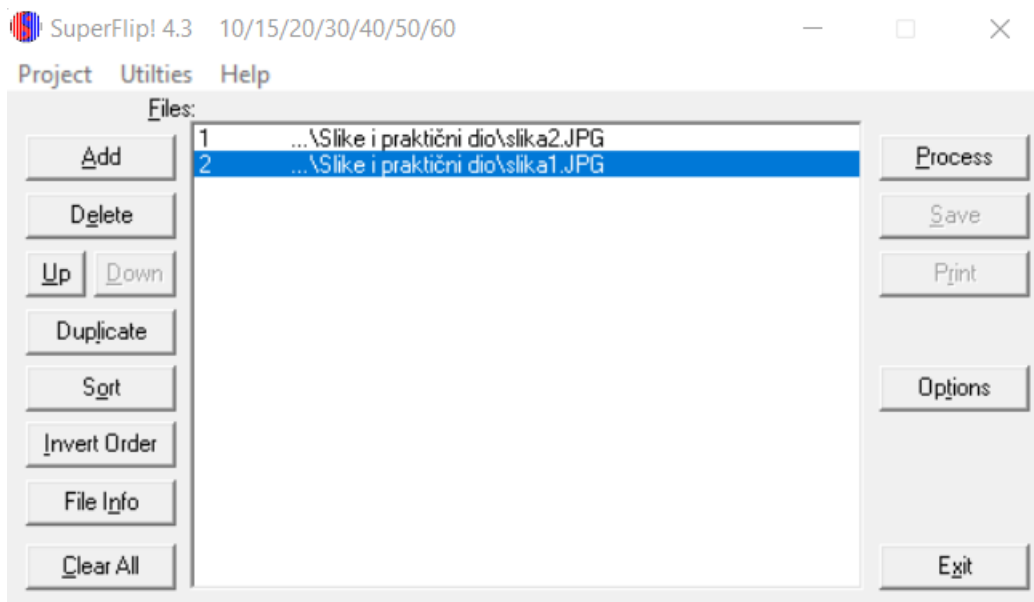 SuperFlip! 4.3 10/15/20/30/40/50/60
Project Utilties Help
Files:
1 ...\Slike i praktični dio\slika2.JPG
2 ...\Slike i praktični dio\slika1.JPG
Add
Delete
Up Down
Duplicate
Sort
Invert Order
File Info
Clear All
Process
Save
Print
Options
Exit